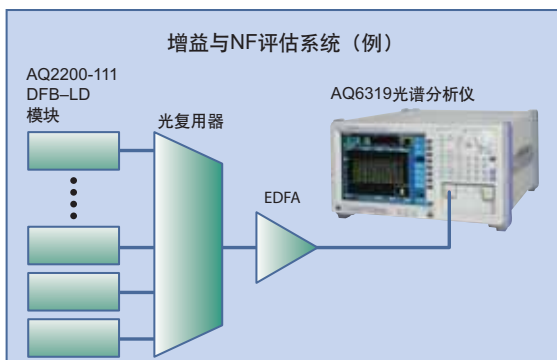 增益与NF评估系统（例）
AQ2200-111
DFB–LD
模块
光复用器
AQ6319光谱分析仪
EDFA